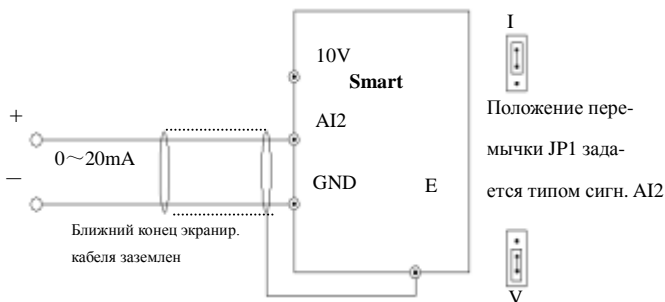 I
10V
Smart
Положение пере-
+
AI2
0～20mA
мычки JP1 зада-
—
GND
E
ется типом сигн. AI2
Ближний конец экранир.
кабеля заземлен
V